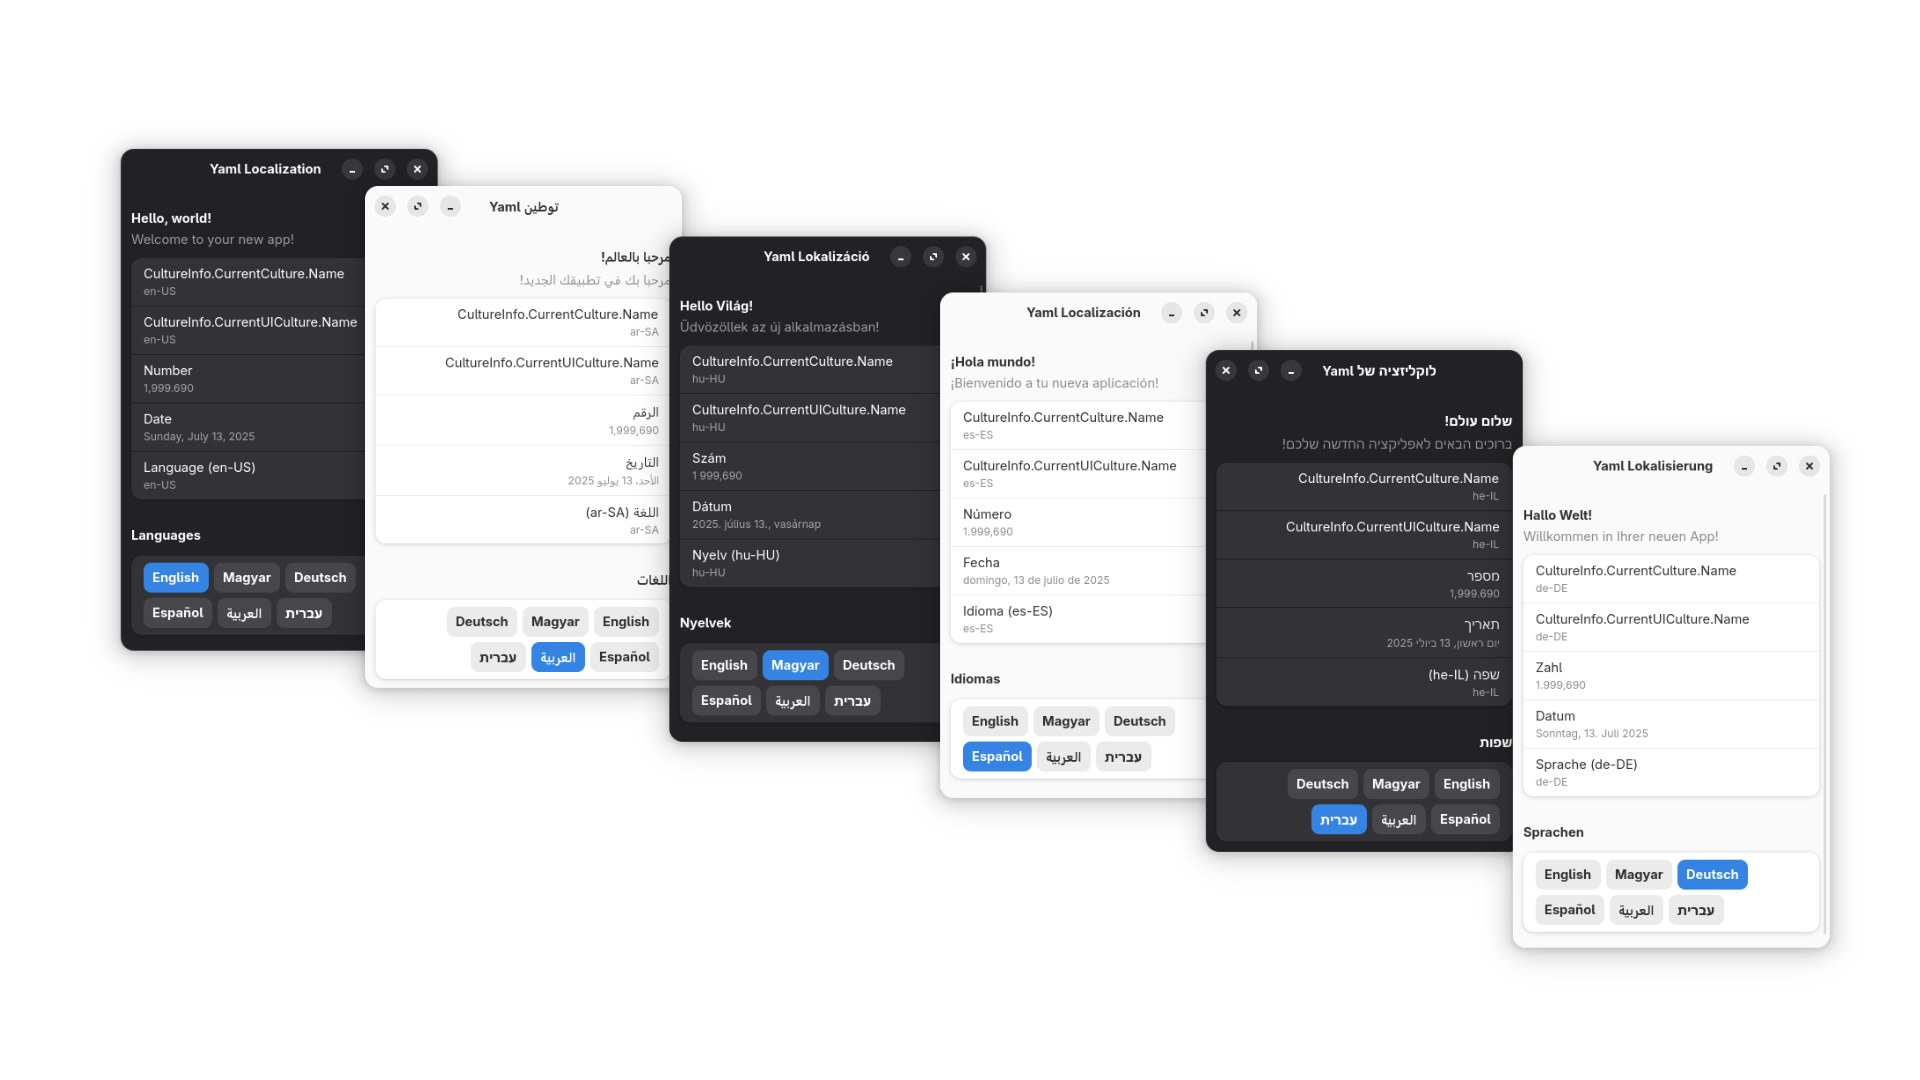 Yaml Localization
Hello, world!
Welcome to your new app!
CultureInfo.CurrentCulture.Name
en-US
CultureInfo.CurrentUICulture.Name
en-US
Number
1,999.690
Date
Sunday, July 13, 2025
Language (en-US)
en-US
Languages
English Magyar Deutsch
Español العربية עברית
توطين Yaml
مرحبا بالعالم!
مرحبا بك في تطبيقك الجديد!
CultureInfo.CurrentCulture.Name
ar-SA
CultureInfo.CurrentUICulture.Name
ar-SA
الرقم
1,999,690
التاريخ
الأحد، 13 يوليو 2025
اللغة (ar-SA)
ar-SA
اللغات
English Magyar Deutsch
Español العربية עברית
Yaml Lokalizáció
Hello Világ!
Üdvözöllek az új alkalmazásban!
CultureInfo.CurrentCulture.Name
hu-HU
CultureInfo.CurrentUICulture.Name
hu-HU
Szám
1 999,690
Dátum
2025. július 13., vasárnap
Nyelv (hu-HU)
hu-HU
Nyelvek
English Magyar Deutsch
Español العربية עברית
Yaml Localización
¡Hola mundo!
¡Bienvenido a tu nueva aplicación!
CultureInfo.CurrentCulture.Name
es-ES
CultureInfo.CurrentUICulture.Name
es-ES
Número
1.999,690
Fecha
domingo, 13 de julio de 2025
Idioma (es-ES)
es-ES
Idiomas
English Magyar Deutsch
Español العربية עברית
לוקליזציה של Yaml
שלום עולם!
ברוכים הבאים לאפליקציה החדשה שלכם!
CultureInfo.CurrentCulture.Name
he-IL
CultureInfo.CurrentUICulture.Name
he-IL
מספר
1,999.690
תאריך
יום ראשון, 13 ביולי 2025
שפה (he-IL)
he-IL
שפות
English Magyar Deutsch
Español العربية עברית
Yaml Lokalisierung
Hallo Welt!
Willkommen in Ihrer neuen App!
CultureInfo.CurrentCulture.Name
de-DE
CultureInfo.CurrentUICulture.Name
de-DE
Zahl
1.999,690
Datum
Sonntag, 13. Juli 2025
Sprache (de-DE)
de-DE
Sprachen
English Magyar Deutsch
Español العربية עברית